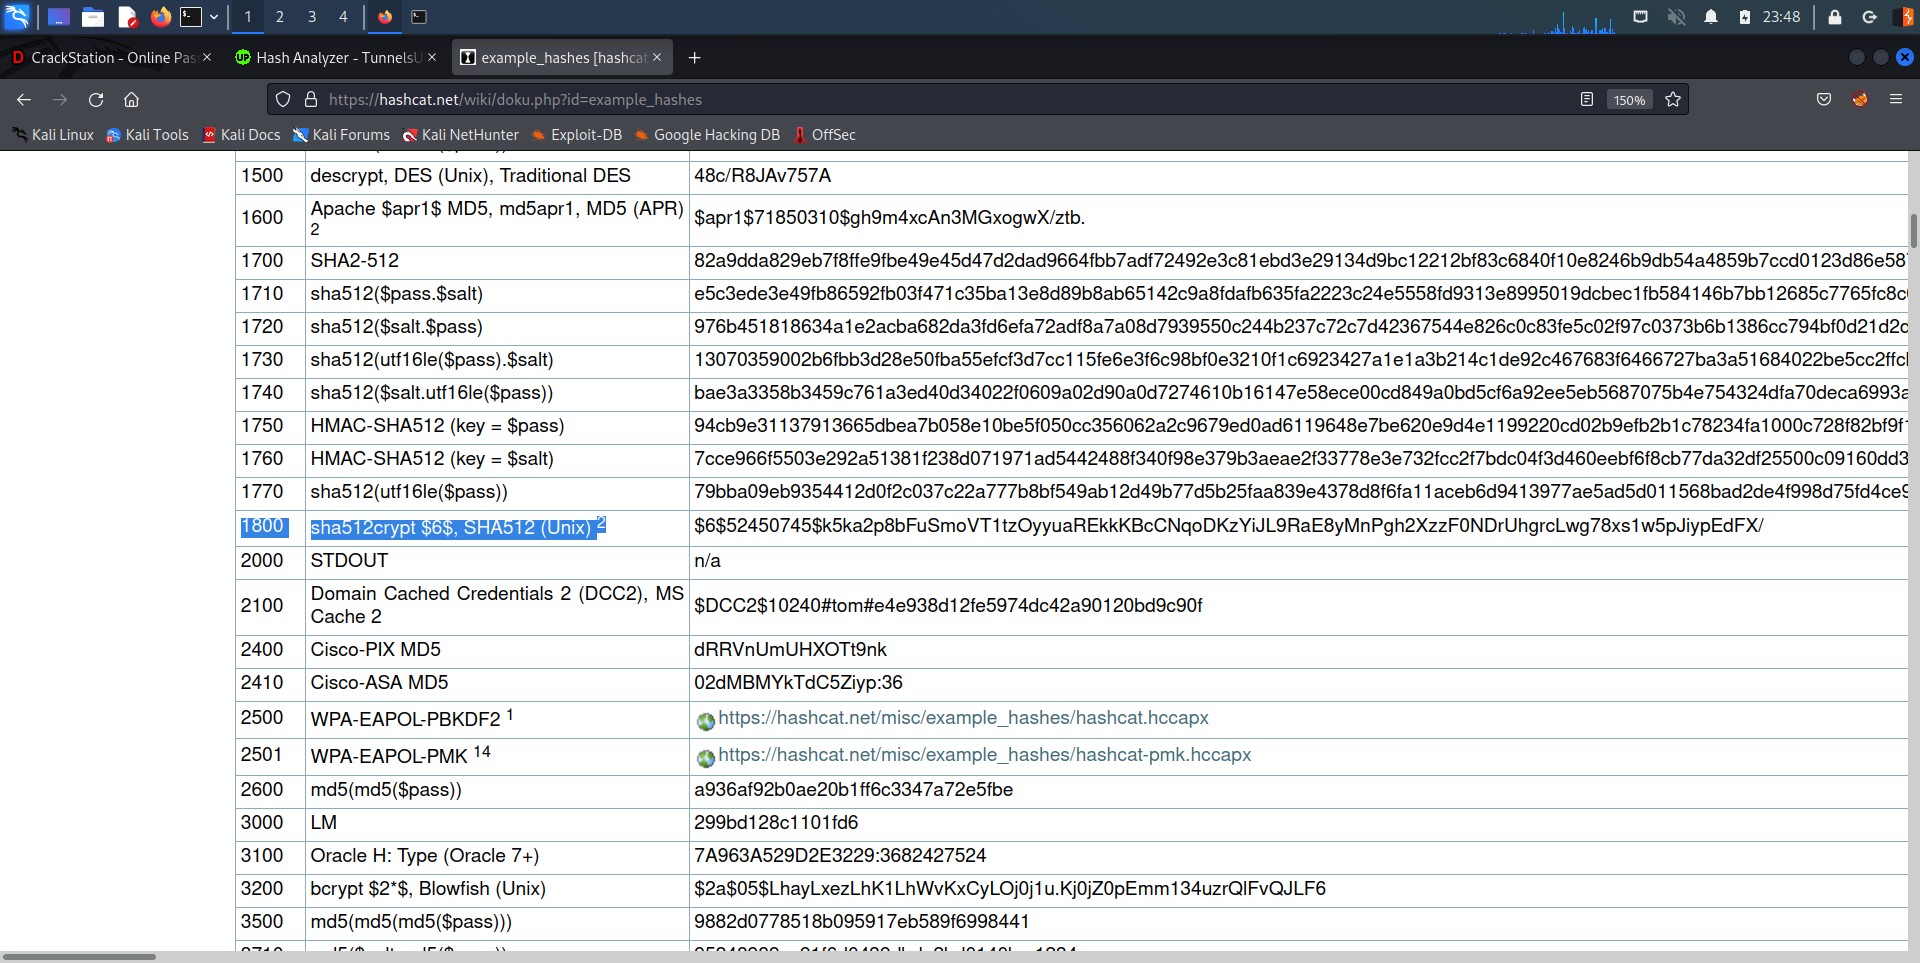 1 2 3 4 23:48
CrackStation - Online Pas
Hash Analyzer - TunnelsU
example_hashes [hashcat
https://hashcat.net/wiki/doku.php?id=example_hashes 150%
Kali Linux Kali Tools Kali Docs Kali Forums Kali NetHunter Exploit-DB Google Hacking DB OffSec
1500 descrypt, DES (Unix), Traditional DES 48c/R8JAv757A
1600 Apache $apr1$ MD5, md5apr1, MD5 (APR) 2 $apr1$71850310$gh9m4xcAn3MGxogwX/ztb.
1700 SHA2-512 82a9dda829eb7f8ffe9fbe49e45d47d2dad9664fbb7adf72492e3c81ebd3e29134d9bc12212bf83c6840f10e8246b9db54a4859b7ccd0123d86e587
1710 sha512($pass.$salt) e5c3ede3e49fb86592fb03f471c35ba13e8d89b8ab65142c9a8fdafb635fa2223c24e5558fd9313e8995019dcbec1fb584146b7bb12685c7765fc8c
1720 sha512($salt.$pass) 976b451818634a1e2acba682da3fd6efa72adf8a7a08d7939550c244b237c72c7d42367544e826c0c83fe5c02f97c0373b6b1386cc794bf0d21d2d
1730 sha512(utf16le($pass).$salt) 13070359002b6fbb3d28e50fba55efcf3d7cc115fe6e3f6c98bf0e3210f1c6923427a1e1a3b214c1de92c467683f6466727ba3a51684022be5cc2ffc
1740 sha512($salt.utf16le($pass)) bae3a3358b3459c761a3ed40d34022f0609a02d90a0d7274610b16147e58ece00cd849a0bd5cf6a92ee5eb5687075b4e754324dfa70deca6993a
1750 HMAC-SHA512 (key = $pass) 94cb9e31137913665dbea7b058e10be5f050cc356062a2c9679ed0ad6119648e7be620e9d4e1199220cd02b9efb2b1c78234fa1000c728f82bf9f1
1760 HMAC-SHA512 (key = $salt) 7cce966f5503e292a51381f238d071971ad5442488f340f98e379b3aeae2f33778e3e732fcc2f7bdc04f3d460eebf6f8cb77da32df25500c09160dd3
1770 sha512(utf16le($pass)) 79bba09eb9354412d0f2c037c22a777b8bf549ab12d49b77d5b25faa839e4378d8f6fa11aceb6d9413977ae5ad5d011568bad2de4f998d75fd4ce9
1800 sha512crypt $6$, SHA512 (Unix) 2 $6$52450745$k5ka2p8bFuSmoVT1tzOyyuaREkkKBcCNqoDKzYiJL9RaE8yMnPgh2XzzF0NDrUhgrcLwg78xs1w5pJiypEdFX/
2000 STDOUT n/a
2100 Domain Cached Credentials 2 (DCC2), MS Cache 2 $DCC2$10240#tom#e4e938d12fe5974dc42a90120bd9c90f
2400 Cisco-PIX MD5 dRRVnUmUHXOTt9nk
2410 Cisco-ASA MD5 02dMBMYkTdC5Ziyp:36
2500 WPA-EAPOL-PBKDF2 1 https://hashcat.net/misc/example_hashes/hashcat.hccapx
2501 WPA-EAPOL-PMK 14 https://hashcat.net/misc/example_hashes/hashcat-pmk.hccapx
2600 md5(md5($pass)) a936af92b0ae20b1ff6c3347a72e5fbe
3000 LM 299bd128c1101fd6
3100 Oracle H: Type (Oracle 7+) 7A963A529D2E3229:3682427524
3200 bcrypt $2*$, Blowfish (Unix) $2a$05$LhayLxezLhK1LhWvKxCyLOj0j1u.Kj0jZ0pEmm134uzrQlFvQJLF6
3500 md5(md5(md5($pass))) 9882d0778518b095917eb589f6998441